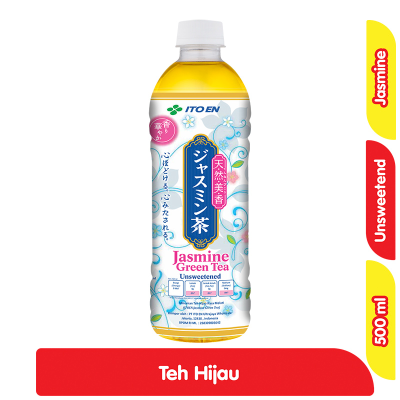 ITO EN
香り
華やか
天然美香
ジャスミン茶
心ほどける、心みたされる。
Jasmine
Green Tea
Unsweetened
Jasmine
Unsweetend
500 ml
Teh Hijau